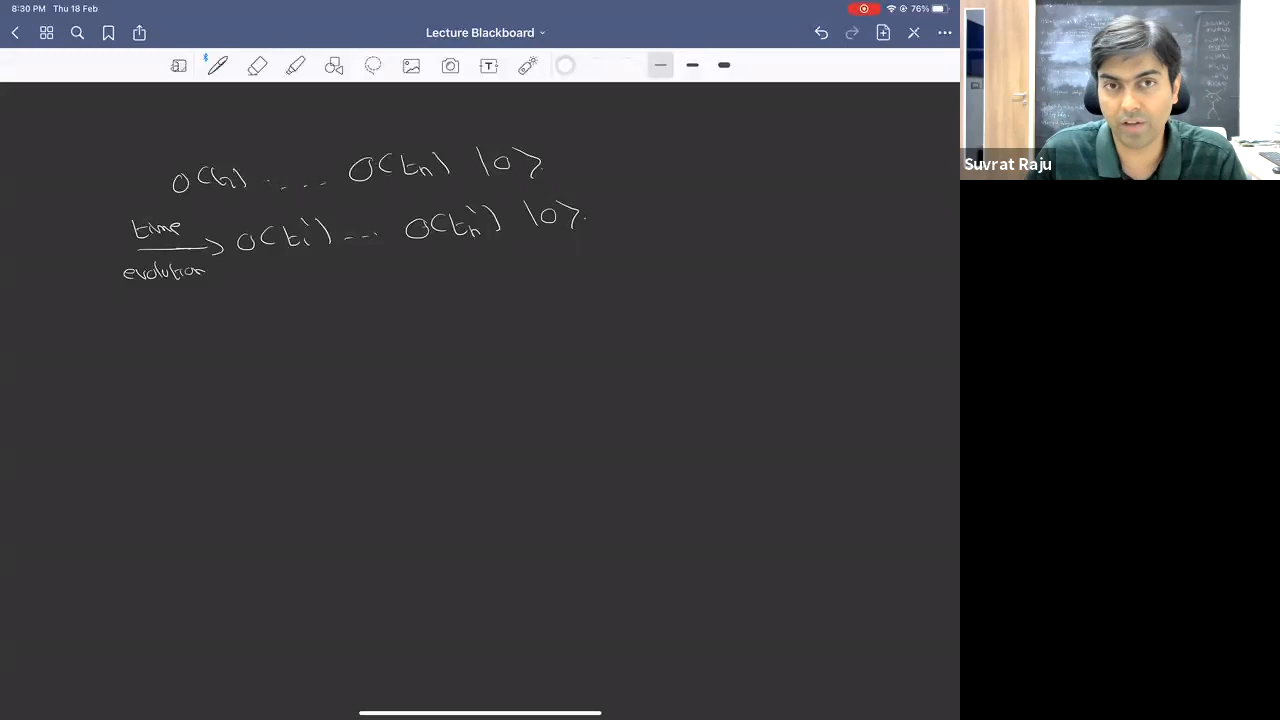 8:30 PM Thu 18 Feb 76%
Lecture Blackboard
T
O(t₁) .... O(tₙ) |0⟩.
time
evolution → O(t₁') ... O(tₙ') |0⟩.
Suvrat Raju